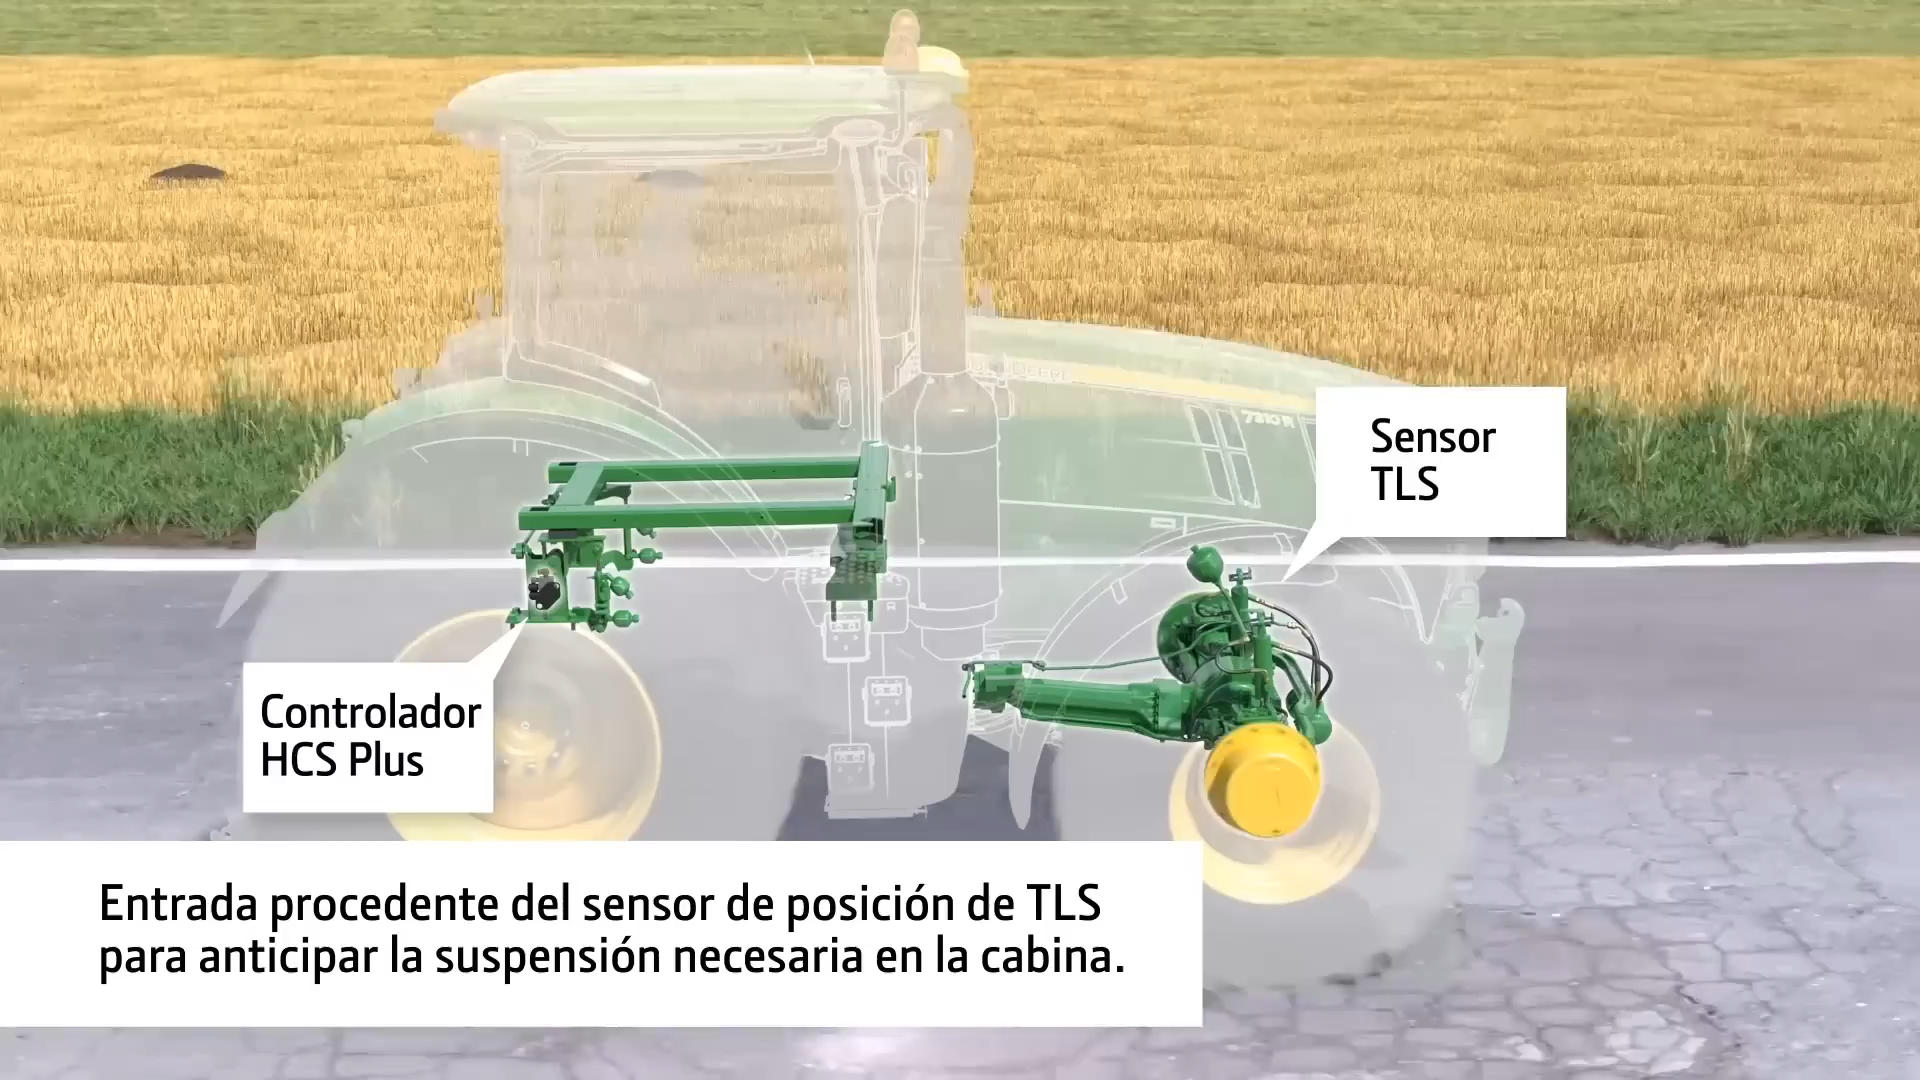 7310R
Sensor
TLS
Controlador
HCS Plus
Entrada procedente del sensor de posición de TLS
para anticipar la suspensión necesaria en la cabina.